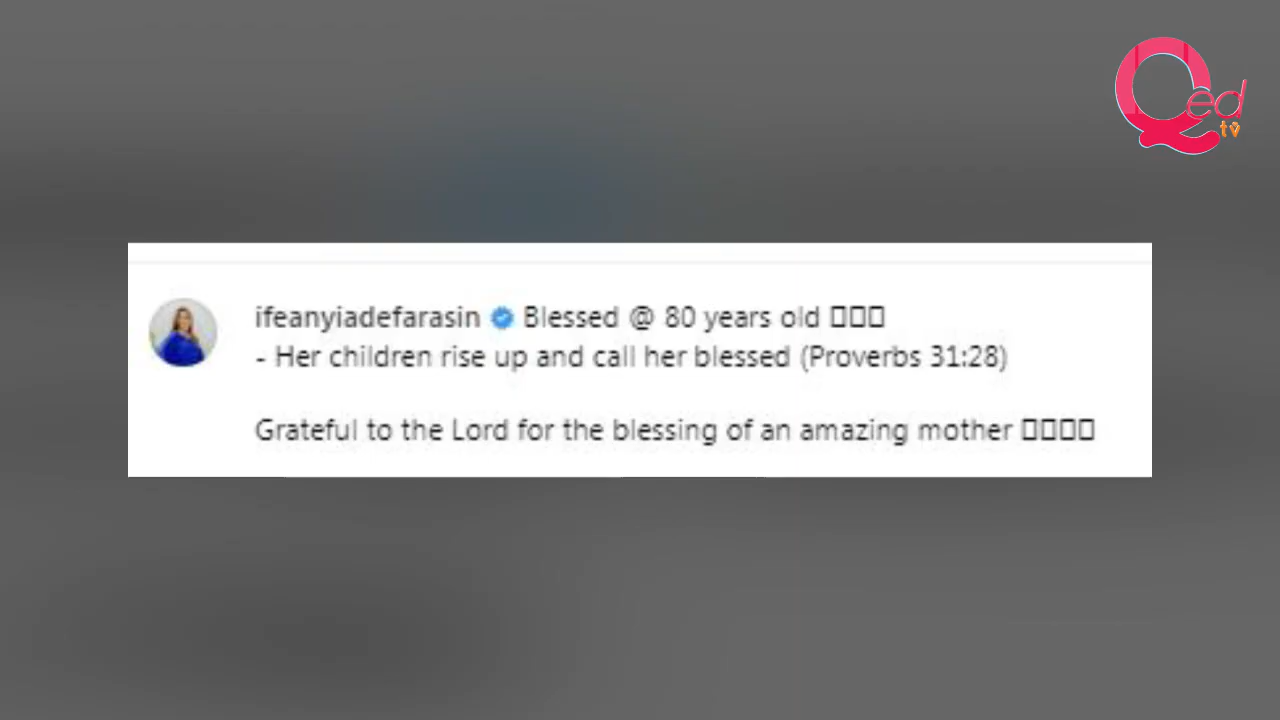 Qed
tv
ifeanyiadefarasin Blessed @ 80 years old □□□
- Her children rise up and call her blessed (Proverbs 31:28)
Grateful to the Lord for the blessing of an amazing mother □□□□